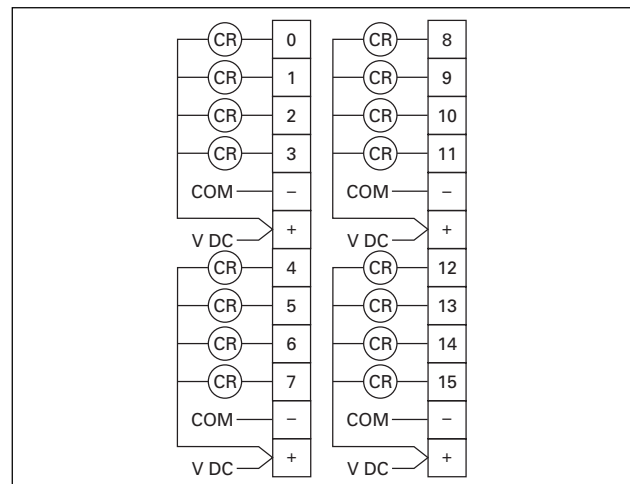 CR 0
CR 1
CR 2
CR 3
COM –
+
V DC
CR 4
CR 5
CR 6
CR 7
COM –
+
V DC
CR 8
CR 9
CR 10
CR 11
COM –
+
V DC
CR 12
CR 13
CR 14
CR 15
COM –
+
V DC